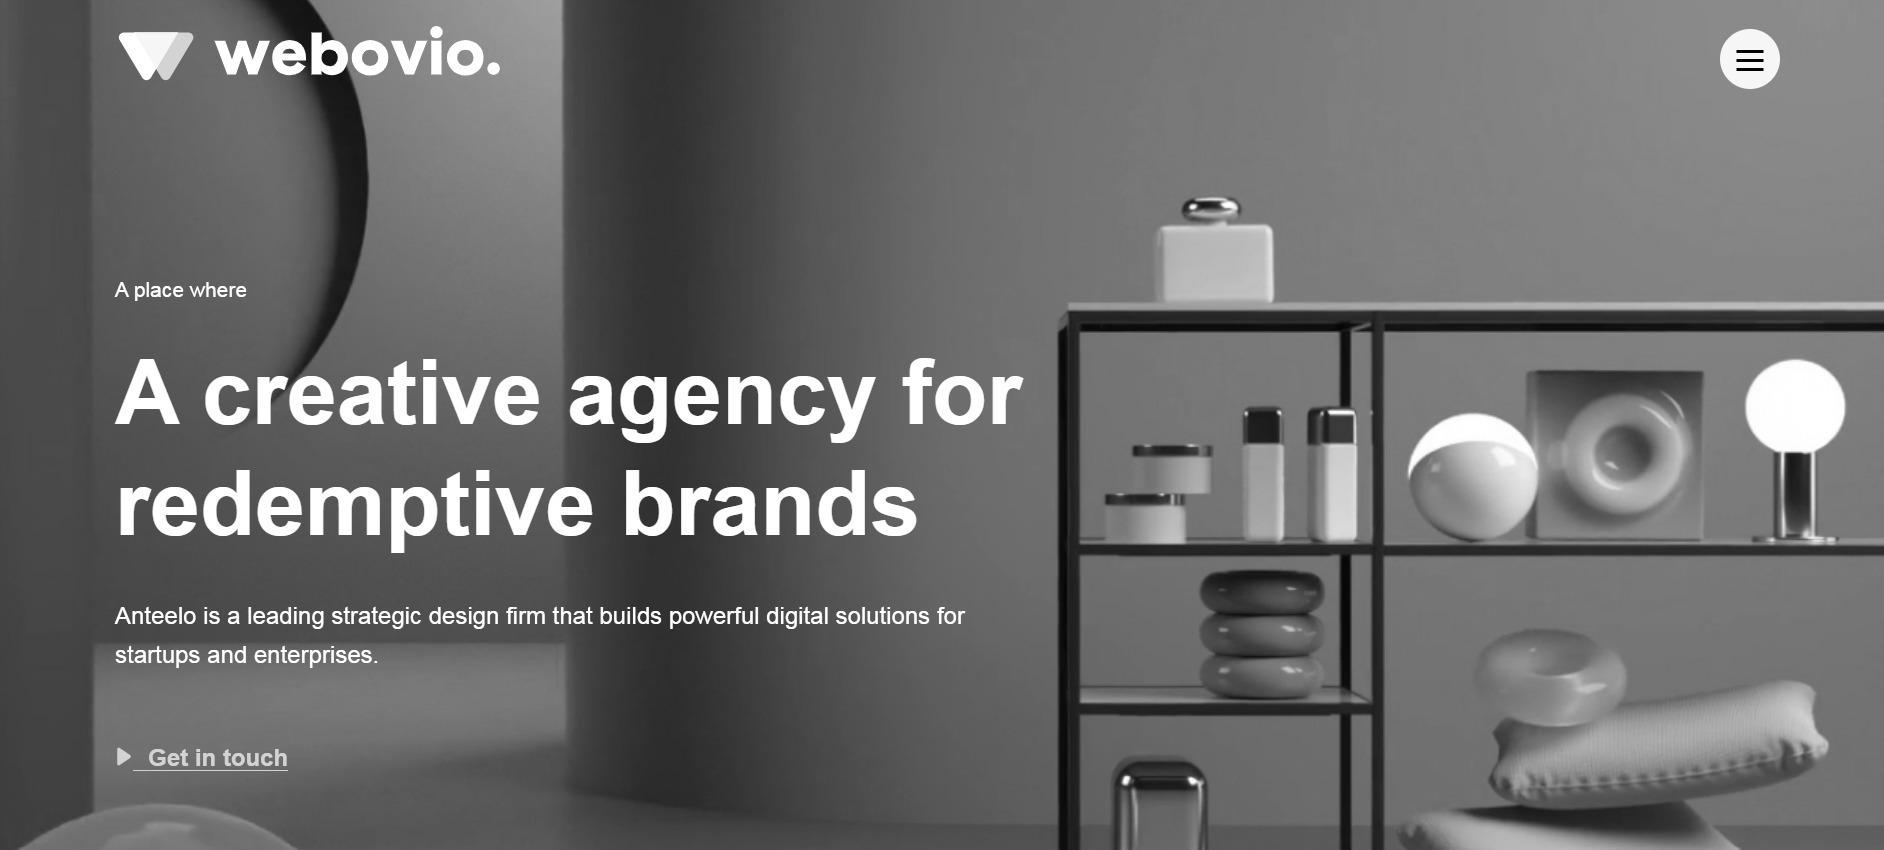 webovio.
A place where
A creative agency for
redemptive brands
Anteelo is a leading strategic design firm that builds powerful digital solutions for
startups and enterprises.
Get in touch